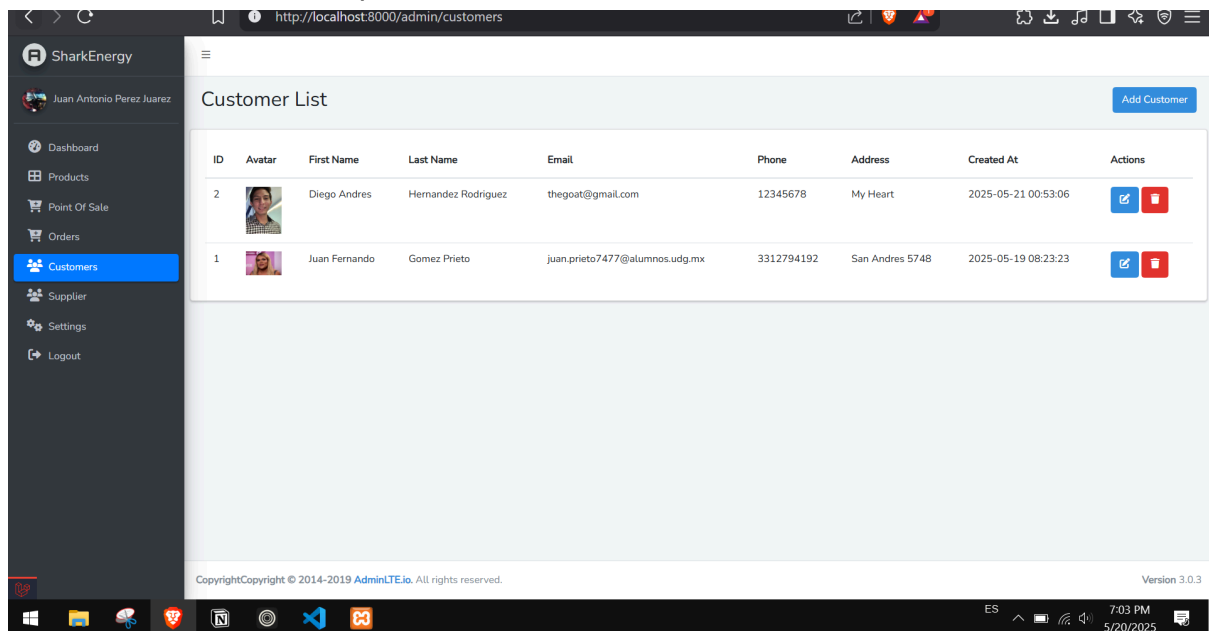 http://localhost:8000/admin/customers
SharkEnergy
Juan Antonio Perez Juarez
Customer List
Add Customer
Dashboard
Products
Point Of Sale
Orders
Customers
Supplier
Settings
Logout
ID Avatar First Name Last Name Email Phone Address Created At Actions
2 Diego Andres Hernandez Rodriguez thegoat@gmail.com 12345678 My Heart 2025-05-21 00:53:06
1 Juan Fernando Gomez Prieto juan.prieto7477@alumnos.udg.mx 3312794192 San Andres 5748 2025-05-19 08:23:23
CopyrightCopyright © 2014-2019 AdminLTE.io. All rights reserved.
Version 3.0.3
ES
7:03 PM
5/20/2025